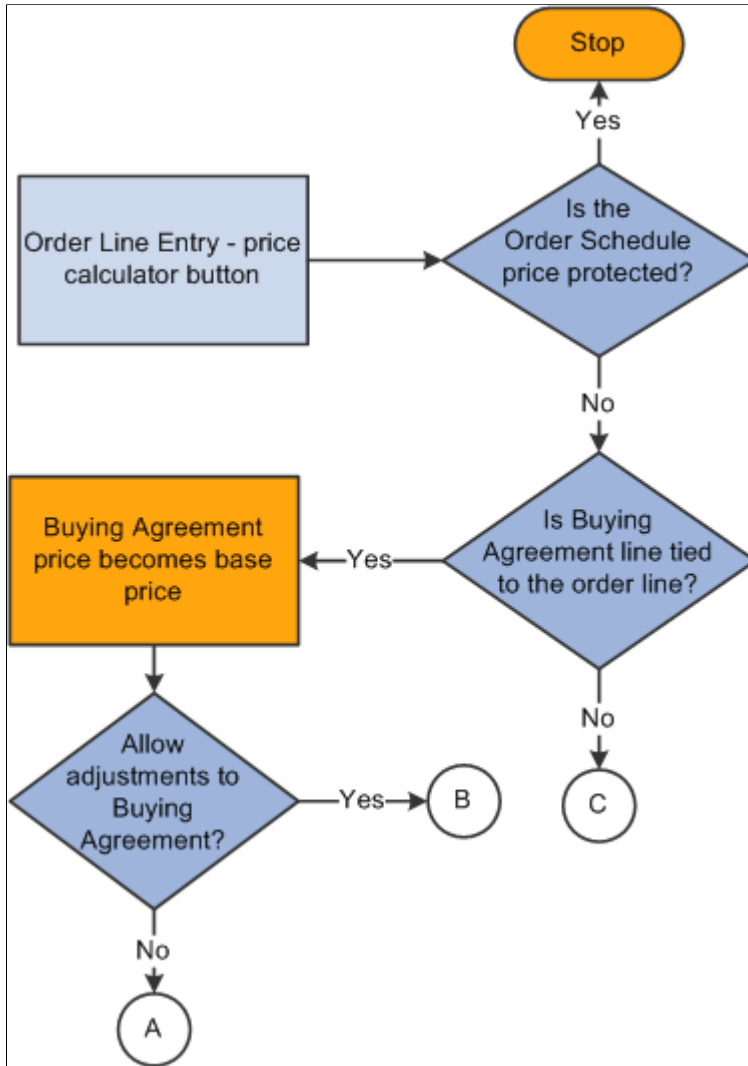 Stop
Yes
Order Line Entry - price
calculator button
Is the
Order Schedule
price protected?
No
Buying Agreement
price becomes base
price
Yes
Is Buying
Agreement line tied
to the order line?
No
Allow
adjustments to
Buying
Agreement?
Yes
B
C
No
A